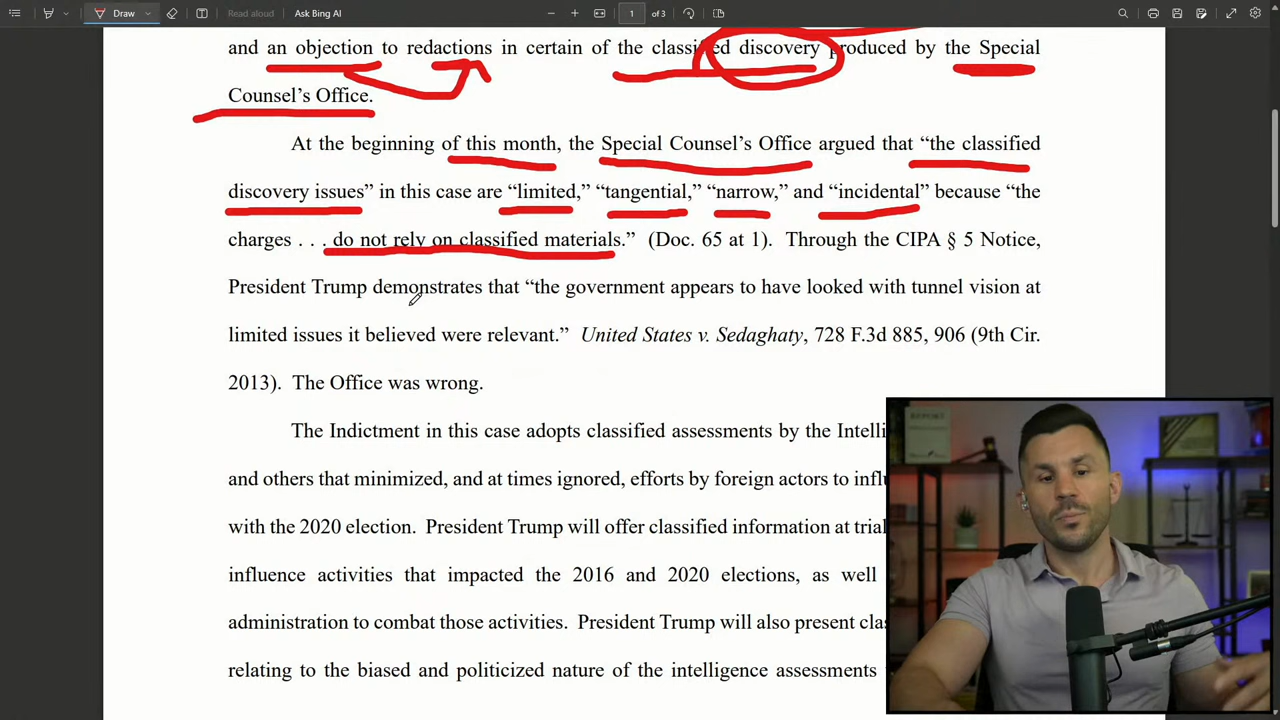 Draw
Read aloud
Ask Bing AI
1 of 3
and an objection to redactions in certain of the classified discovery produced by the Special
Counsel’s Office.
At the beginning of this month, the Special Counsel’s Office argued that “the classified
discovery issues” in this case are “limited,” “tangential,” “narrow,” and “incidental” because “the
charges . . . do not rely on classified materials.” (Doc. 65 at 1). Through the CIPA § 5 Notice,
President Trump demonstrates that “the government appears to have looked with tunnel vision at
limited issues it believed were relevant.” United States v. Sedaghaty, 728 F.3d 885, 906 (9th Cir.
2013). The Office was wrong.
The Indictment in this case adopts classified assessments by the
and others that minimized, and at times ignored, efforts by foreign actors to
with the 2020 election. President Trump will offer classified information at trial
influence activities that impacted the 2016 and 2020 elections, as well
administration to combat those activities. President Trump will also present
relating to the biased and politicized nature of the intelligence assessments